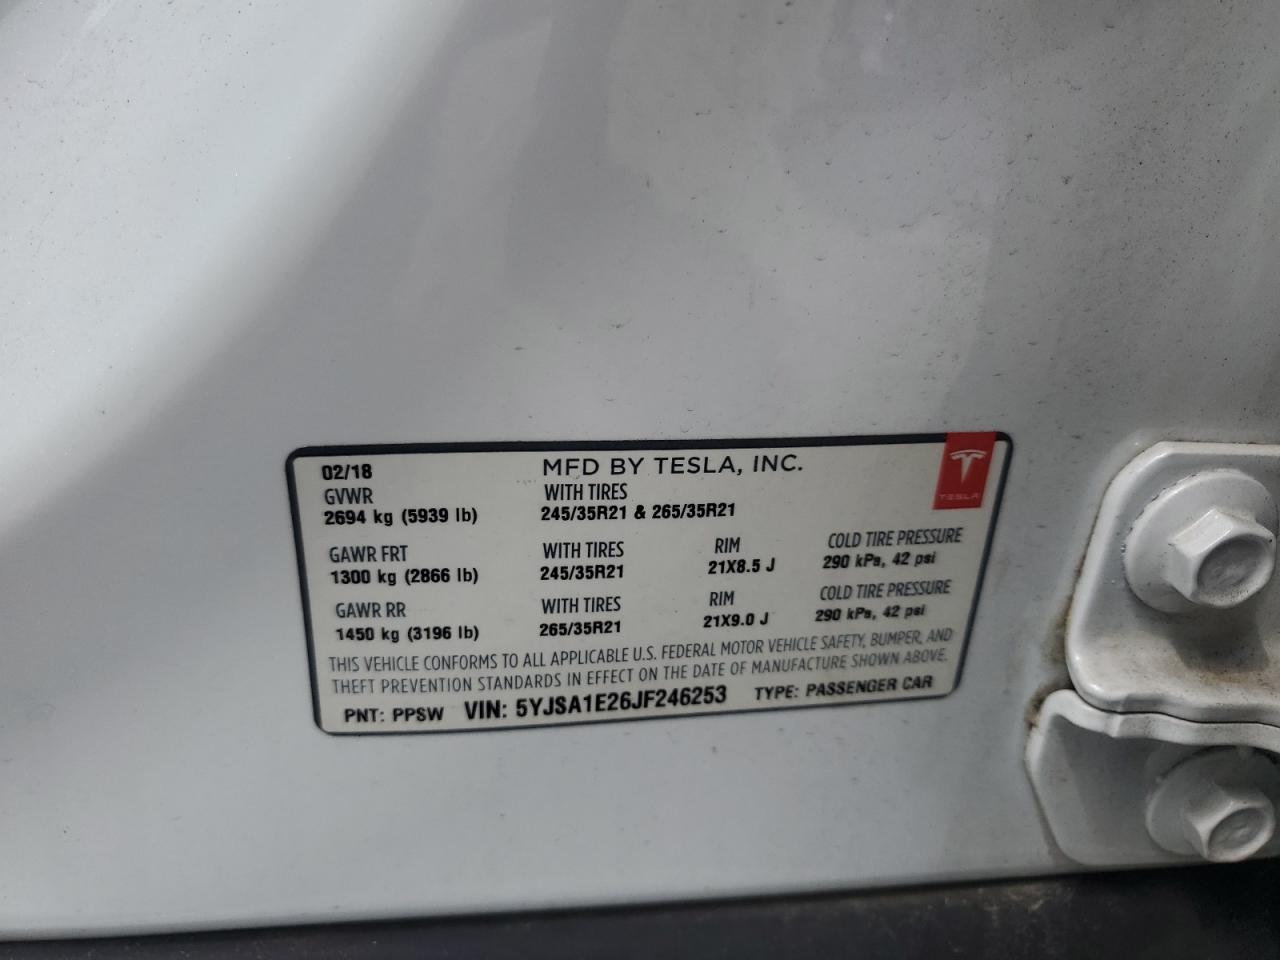 02/18 MFD BY TESLA, INC.
GVWR WITH TIRES
2694 kg (5939 lb) 245/35R21 & 265/35R21
TESLA
GAWR FRT WITH TIRES RIM COLD TIRE PRESSURE
1300 kg (2866 lb) 245/35R21 21X8.5 J 290 kPs, 42 psi
GAWR RR WITH TIRES RIM COLD TIRE PRESSURE
1450 kg (3196 lb) 265/35R21 21X9.0 J 290 kPs, 42 psi
THIS VEHICLE CONFORMS TO ALL APPLICABLE U.S. FEDERAL MOTOR VEHICLE SAFETY, BUMPER, AND
THEFT PREVENTION STANDARDS IN EFFECT ON THE DATE OF MANUFACTURE SHOWN ABOVE.
PNT: PPSW VIN: 5YJSA1E26JF246253 TYPE: PASSENGER CAR